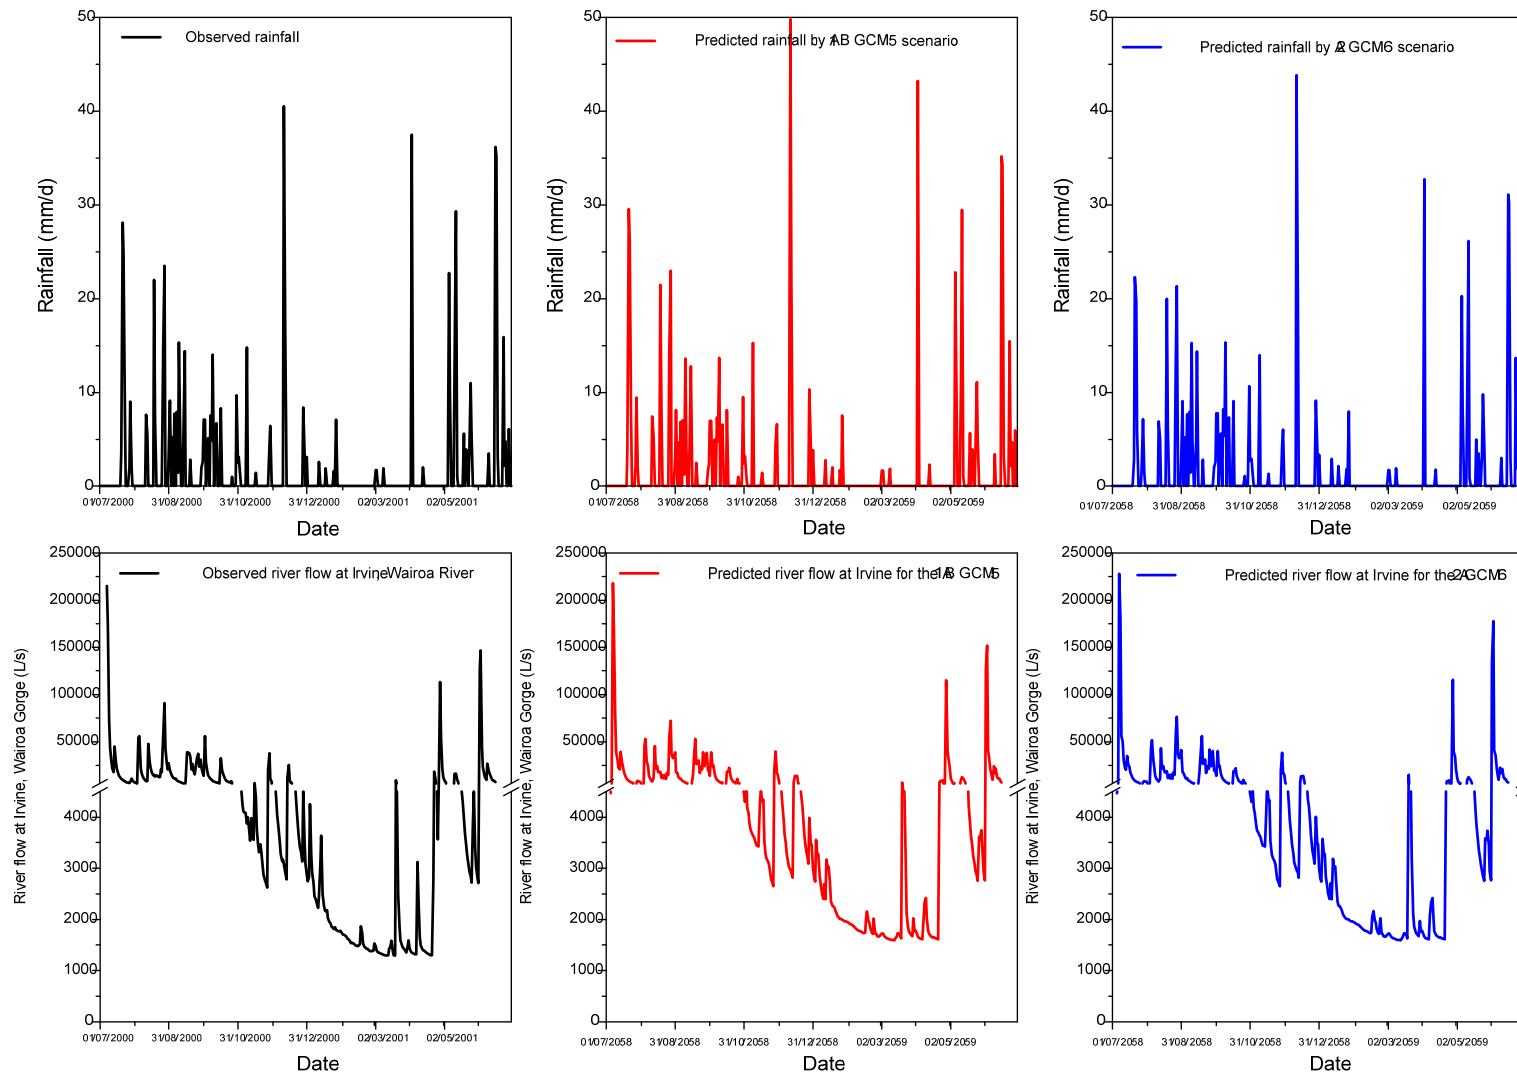 Observed rainfall
50
40
30
20
10
0
Rainfall (mm/d)
01/07/2000 31/08/2000 31/10/2000 31/12/2000 02/03/2001 02/05/2001
Date
Predicted rainfall by A1B GCM5 scenario
50
40
30
20
10
0
Rainfall (mm/d)
01/07/2058 31/08/2058 31/10/2058 31/12/2058 02/03/2059 02/05/2059
Date
Predicted rainfall by A2 GCM6 scenario
50
40
30
20
10
0
Rainfall (mm/d)
01/07/2058 31/08/2058 31/10/2058 31/12/2058 02/03/2059 02/05/2059
Date
Observed river flow at Irvine, Wairoa River
250000
200000
150000
100000
50000
4000
3000
2000
1000
0
River flow at Irvine, Wairoa Gorge (L/s)
01/07/2000 31/08/2000 31/10/2000 31/12/2000 02/03/2001 02/05/2001
Date
Predicted river flow at Irvine for the A1B GCM5
250000
200000
150000
100000
50000
4000
3000
2000
1000
0
River flow at Irvine, Wairoa Gorge (L/s)
01/07/2058 31/08/2058 31/10/2058 31/12/2058 02/03/2059 02/05/2059
Date
Predicted river flow at Irvine for the A2 GCM6
250000
200000
150000
100000
50000
4000
3000
2000
1000
0
River flow at Irvine, Wairoa Gorge (L/s)
01/07/2058 31/08/2058 31/10/2058 31/12/2058 02/03/2059 02/05/2059
Date